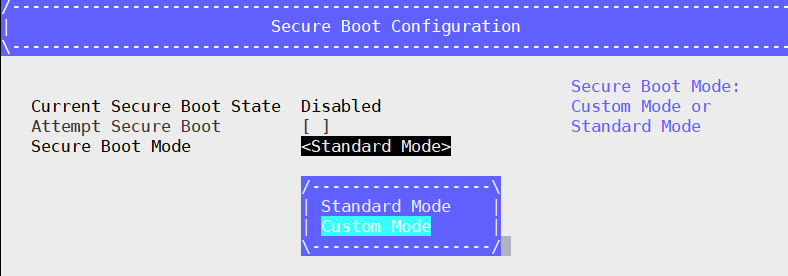 /------------------------------------------------------------------------------
| Secure Boot Configuration
\------------------------------------------------------------------------------
Secure Boot Mode:
Current Secure Boot State Disabled Custom Mode or
Attempt Secure Boot [ ] Standard Mode
Secure Boot Mode <Standard Mode>
/------------------\
| Standard Mode |
| Custom Mode |
\------------------/